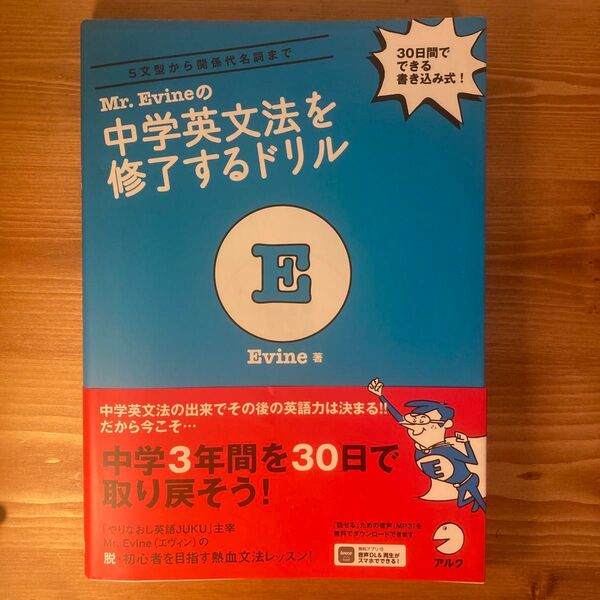 5文型から関係代名詞まで
Mr. Evineの
中学英文法を
修了するドリル
30日間で
できる
書き込み式！
E
Evine 著
中学英文法の出来でその後の英語力は決まる!!
だから今こそ…
中学3年間を30日で
取り戻そう！
「やりなおし英語JUKU」主宰
Mr. Evine（エヴィン）の
脱・初心者を目指す熱血文法レッスン！
E
「話せる」ための音声（MP3）を
無料でダウンロードできます！
無料アプリで
音声DL&再生が
スマホでできる！
アルク